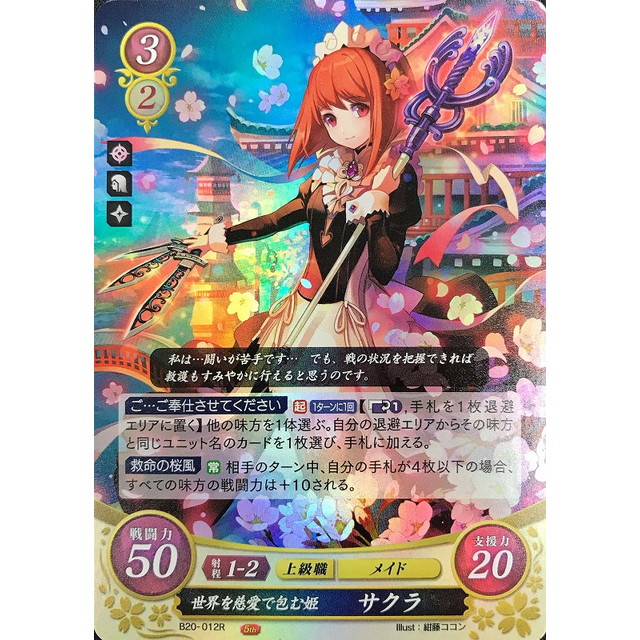 3
2
私は…闘いが苦手です… でも、戦の状況を把握できれば
救護もすみやかに行えると思うのです。
ご…ご奉仕させてください 起 1ターンに1回 【1,手札を1枚退避
エリアに置く】他の味方を1体選ぶ。自分の退避エリアからその味方
と同じユニット名のカードを1枚選び、手札に加える。
救命の桜風 常 相手のターン中、自分の手札が4枚以下の場合、
すべての味方の戦闘力は+10される。
戦闘力 50 射程 1-2 上級職 メイド 支援力 20
世界を慈愛で包む姫 サクラ
B20-012R 5th Illust:紺藤ココン